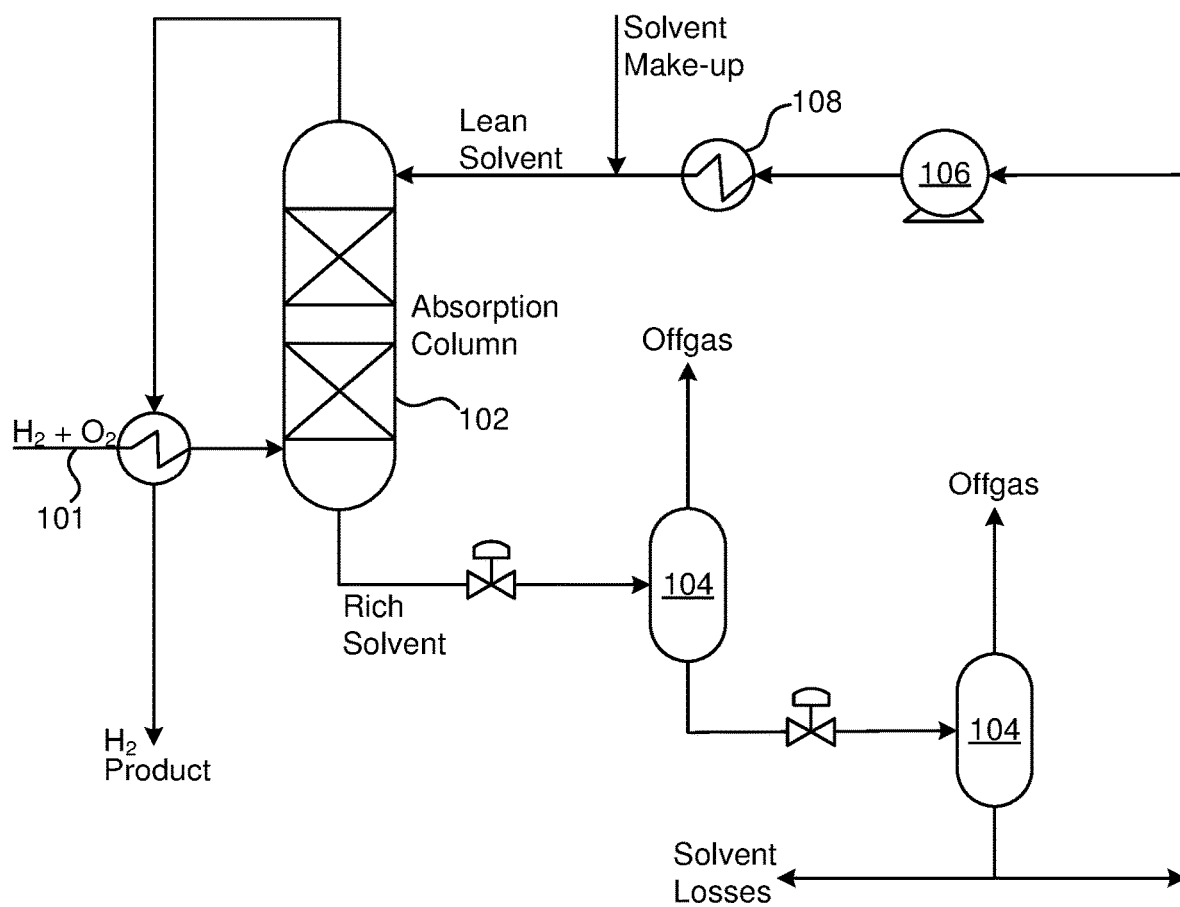 Solvent
Make-up
108
Lean
Solvent
106
Absorption
Column
Offgas
102
H₂ + O₂
Offgas
101
104
Rich
Solvent
104
H₂
Product
Solvent
Losses